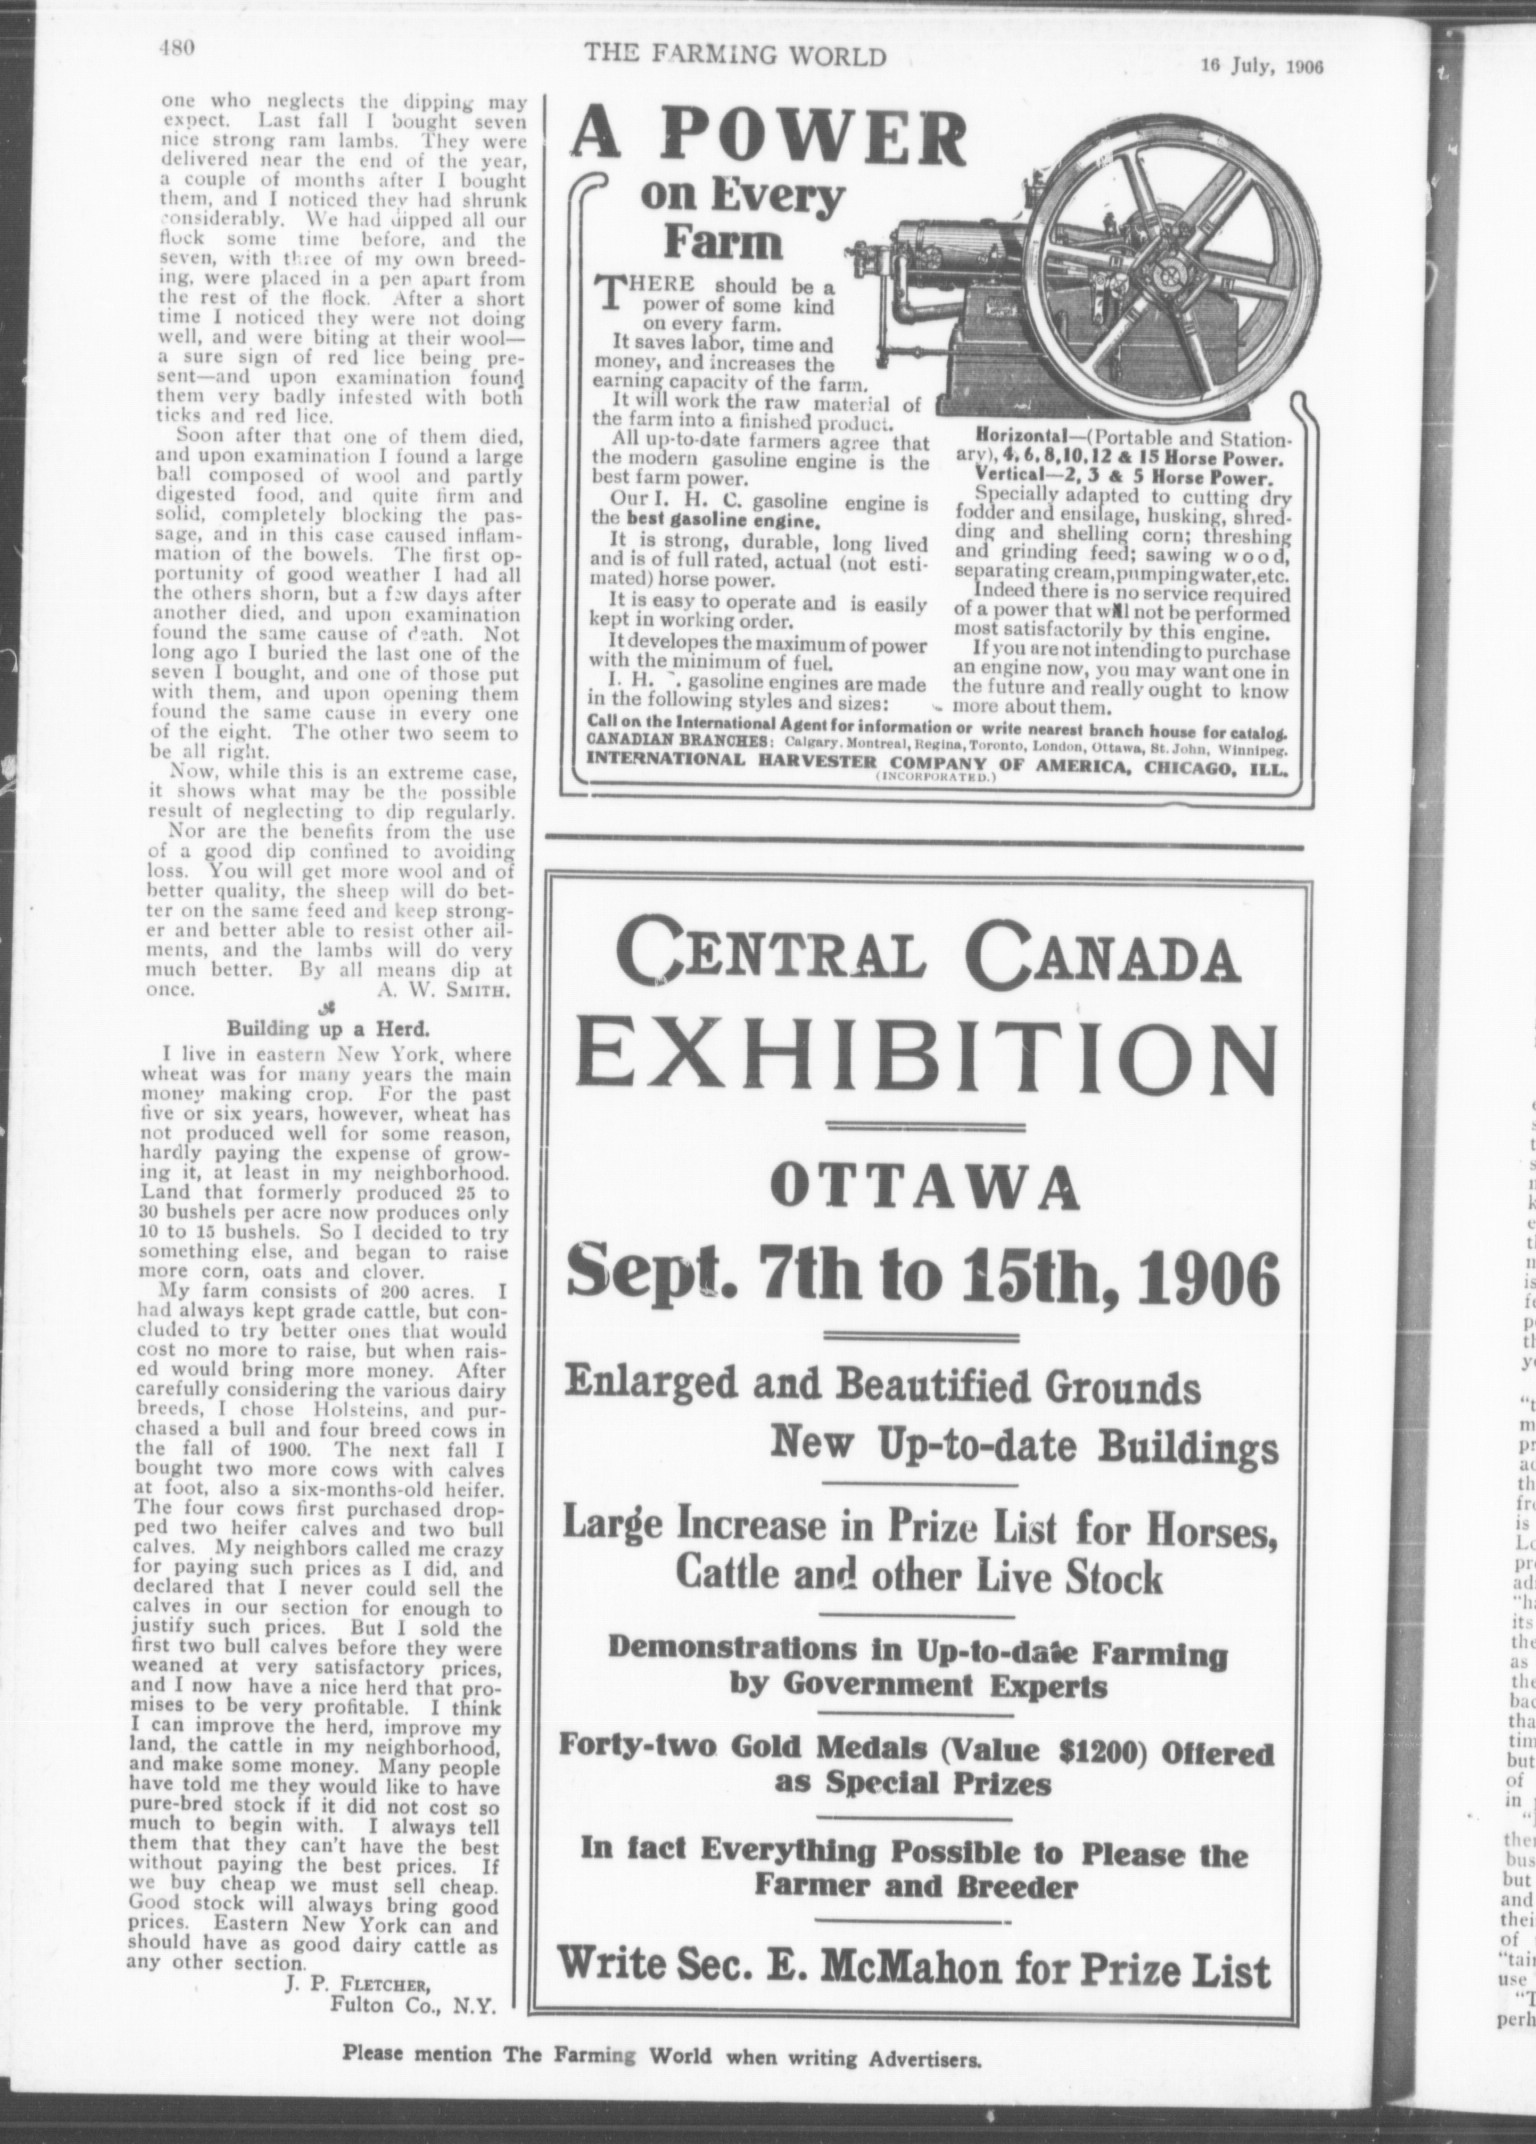 480
THE FARMING WORLD
16 July, 1906
one who neglects the dipping may
expect. Last fall I bought seven
nice strong ram lambs. They were
delivered near the end of the year,
a couple of months after I bought
them, and I noticed they had shrunk
considerably. We had dipped all our
flock some time before, and the
seven, with three of my own breed-
ing, were placed in a pen apart from
the rest of the flock. After a short
time I noticed they were not doing
well, and were biting at their wool—
a sure sign of red lice being pre-
sent—and upon examination found
them very badly infested with both
ticks and red lice.
Soon after that one of them died,
and upon examination I found a large
ball composed of wool and partly
digested food, and quite firm and
solid, completely blocking the pas-
sage, and in this case caused inflam-
mation of the bowels. The first op-
portunity of good weather I had all
the others shorn, but a few days after
another died, and upon examination
found the same cause of death. Not
long ago I buried the last one of the
seven I bought, and one of those put
with them, and upon opening them
found the same cause in every one
of the eight. The other two seem to
be all right.
Now, while this is an extreme case,
it shows what may be the possible
result of neglecting to dip regularly.
Nor are the benefits from the use
of a good dip confined to avoiding
loss. You will get more wool and of
better quality, the sheep will do bet-
ter on the same feed and keep strong-
er and better able to resist other ail-
ments, and the lambs will do very
much better. By all means dip at
once. A. W. SMITH.
Building up a Herd.
I live in eastern New York, where
wheat was for many years the main
money making crop. For the past
five or six years, however, wheat has
not produced well for some reason,
hardly paying the expense of grow-
ing it, at least in my neighborhood.
Land that formerly produced 25 to
30 bushels per acre now produces only
10 to 15 bushels. So I decided to try
something else, and began to raise
more corn, oats and clover.
My farm consists of 200 acres. I
had always kept grade cattle, but con-
cluded to try better ones that would
cost no more to raise, but when rais-
ed would bring more money. After
carefully considering the various dairy
breeds, I chose Holsteins, and pur-
chased a bull and four breed cows in
the fall of 1900. The next fall I
bought two more cows with calves
at foot, also a six-months-old heifer.
The four cows first purchased drop-
ped two heifer calves and two bull
calves. My neighbors called me crazy
for paying such prices as I did, and
declared that I never could sell the
calves in our section for enough to
justify such prices. But I sold the
first two bull calves before they were
weaned at very satisfactory prices,
and I now have a nice herd that pro-
mises to be very profitable. I think
I can improve the herd, improve my
land, the cattle in my neighborhood,
and make some money. Many people
have told me they would like to have
pure-bred stock if it did not cost so
much to begin with. I always tell
them that they can't have the best
without paying the best prices. If
we buy cheap we must sell cheap.
Good stock will always bring good
prices. Eastern New York can and
should have as good dairy cattle as
any other section.
J. P. FLETCHER,
Fulton Co., N.Y.
A POWER
on Every
Farm
THERE should be a
power of some kind
on every farm.
It saves labor, time and
money, and increases the
earning capacity of the farm.
It will work the raw material of
the farm into a finished product.
All up-to-date farmers agree that
the modern gasoline engine is the
best farm power.
Our I. H. C. gasoline engine is
the best gasoline engine.
It is strong, durable, long lived
and is of full rated, actual (not esti-
mated) horse power.
It is easy to operate and is easily
kept in working order.
It developes the maximum of power
with the minimum of fuel.
I. H. . gasoline engines are made
in the following styles and sizes:
Horizontal—(Portable and Station-
ary), 4, 6, 8, 10, 12 & 15 Horse Power.
Vertical—2, 3 & 5 Horse Power.
Specially adapted to cutting dry
fodder and ensilage, husking, shred-
ding and shelling corn; threshing
and grinding feed; sawing wood,
separating cream, pumping water, etc.
Indeed there is no service required
of a power that will not be performed
most satisfactorily by this engine.
If you are not intending to purchase
an engine now, you may want one in
the future and really ought to know
more about them.
Call on the International Agent for information or write nearest branch house for catalog.
CANADIAN BRANCHES: Calgary, Montreal, Regina, Toronto, London, Ottawa, St. John, Winnipeg.
INTERNATIONAL HARVESTER COMPANY OF AMERICA, CHICAGO, ILL.
(INCORPORATED.)
CENTRAL CANADA
EXHIBITION
OTTAWA
Sept. 7th to 15th, 1906
Enlarged and Beautified Grounds
New Up-to-date Buildings
Large Increase in Prize List for Horses,
Cattle and other Live Stock
Demonstrations in Up-to-date Farming
by Government Experts
Forty-two Gold Medals (Value $1200) Offered
as Special Prizes
In fact Everything Possible to Please the
Farmer and Breeder
Write Sec. E. McMahon for Prize List
Please mention The Farming World when writing Advertisers.